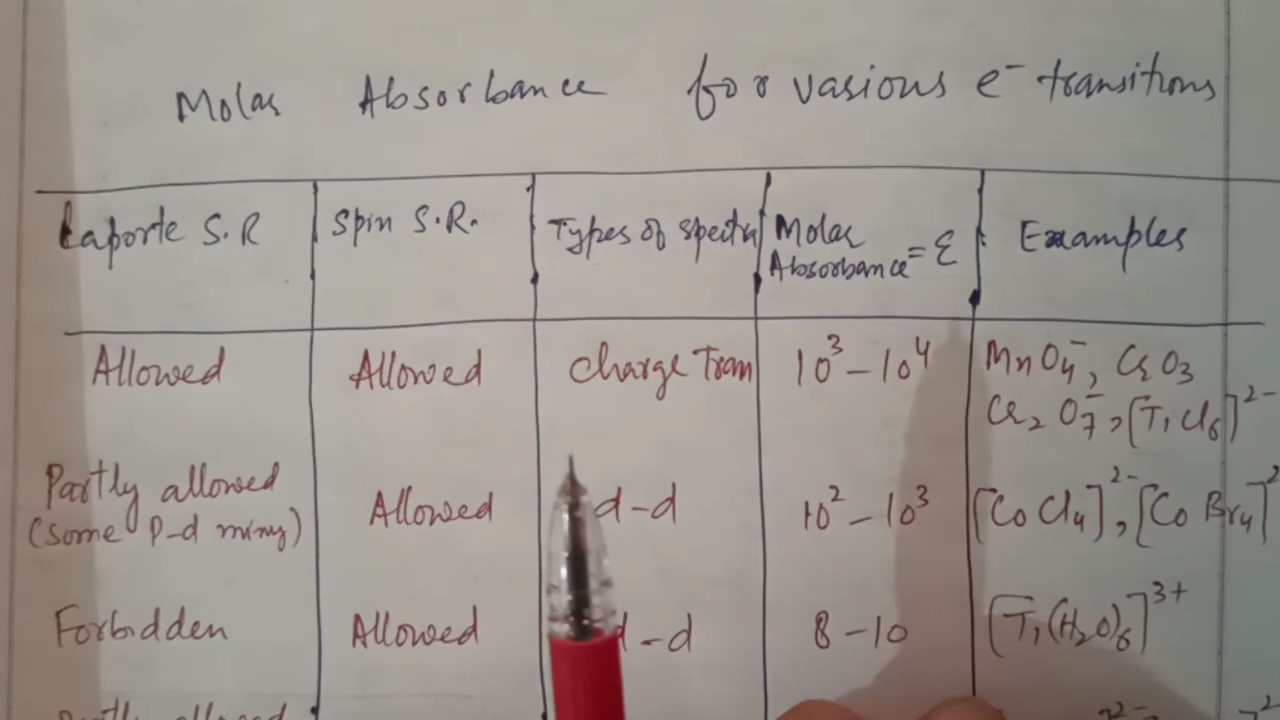 Molar Absorbance for various e⁻ transitions
Laporte S.R | Spin S.R. | Types of spectra | Molar Absorbance = ε | Examples
Allowed | Allowed | Charge Tran | 10³ – 10⁴ | MnO₄⁻, CrO₃
Cr₂O₇⁻, [TiCl₆]²⁻
Partly allowed | Allowed | d-d | 10² – 10³ | [CoCl₄]²⁻, [CoBr₄]²
(some P-d mixing)
Forbidden | Allowed | d-d | 8 – 10 | [Ti(H₂O)₆]³⁺